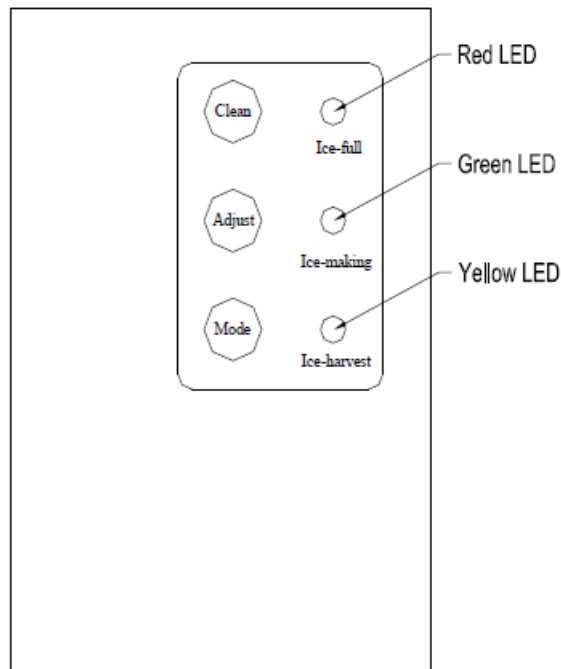 Red LED
Clean
Ice-full
Green LED
Adjust
Ice-making
Yellow LED
Mode
Ice-harvest